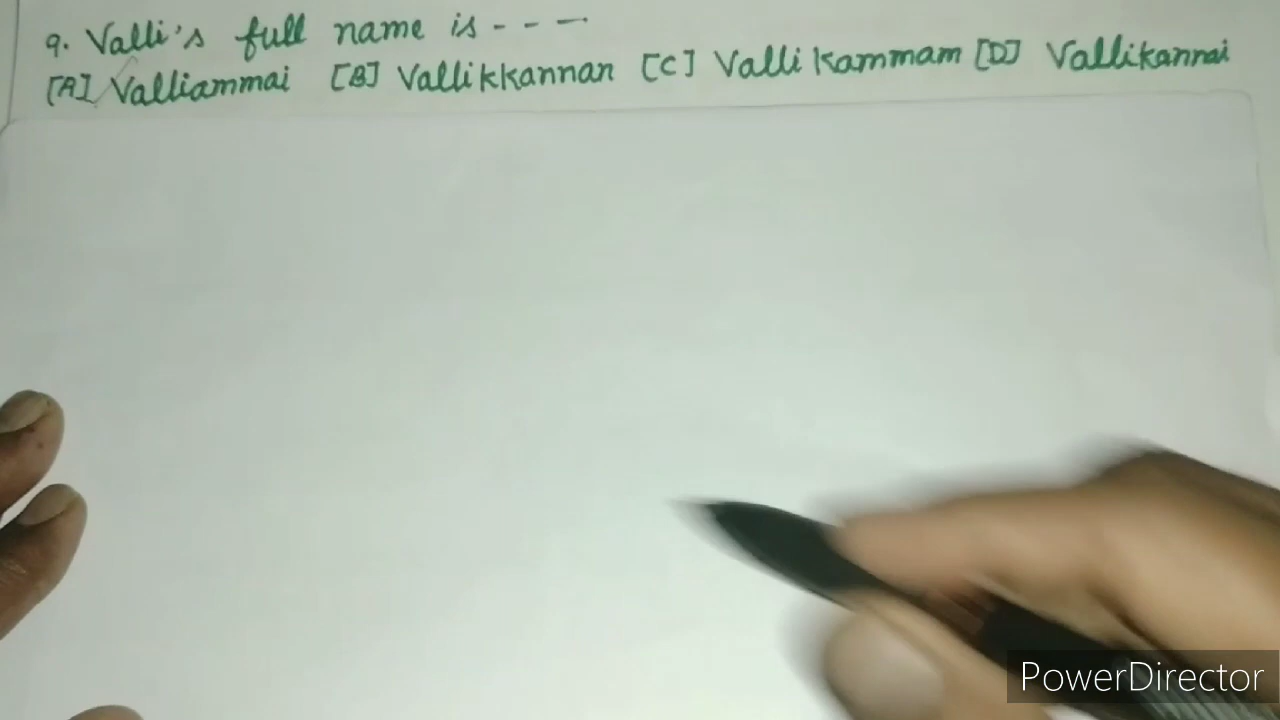 9. Valli's full name is - - - -
[A] Valliammai [B] Vallikkannan [C] Valli kammam [D] Vallikannai
PowerDirector